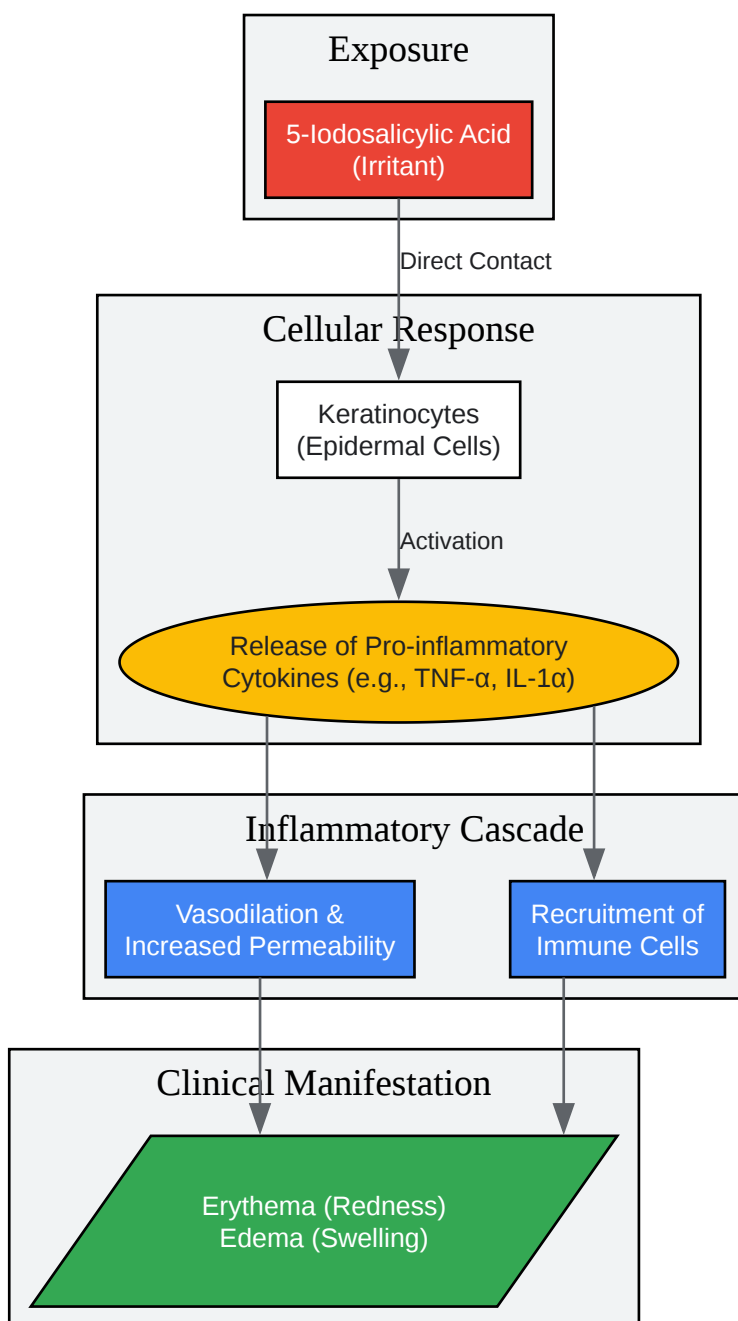 Exposure
5-Iodosalicylic Acid
(Irritant)
Direct Contact
Cellular Response
Keratinocytes
(Epidermal Cells)
Activation
Release of Pro-inflammatory
Cytokines (e.g., TNF-α, IL-1α)
Inflammatory Cascade
Vasodilation &
Increased Permeability
Recruitment of
Immune Cells
Clinical Manifestation
Erythema (Redness)
Edema (Swelling)